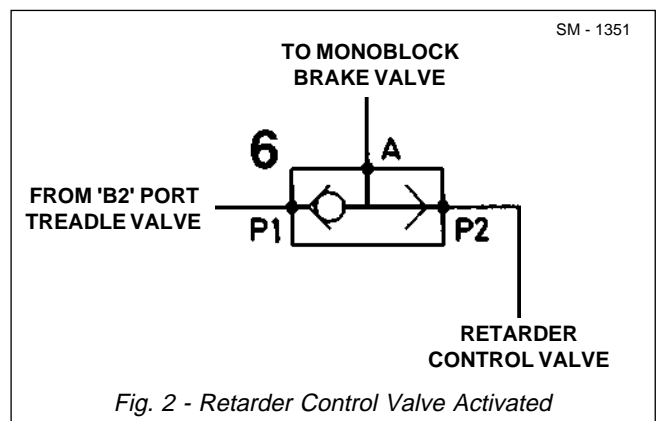 SM - 1351
TO MONOBLOCK
BRAKE VALVE
6
A
FROM 'B2' PORT
TREADLE VALVE
P1
P2
RETARDER
CONTROL VALVE
Fig. 2 - Retarder Control Valve Activated